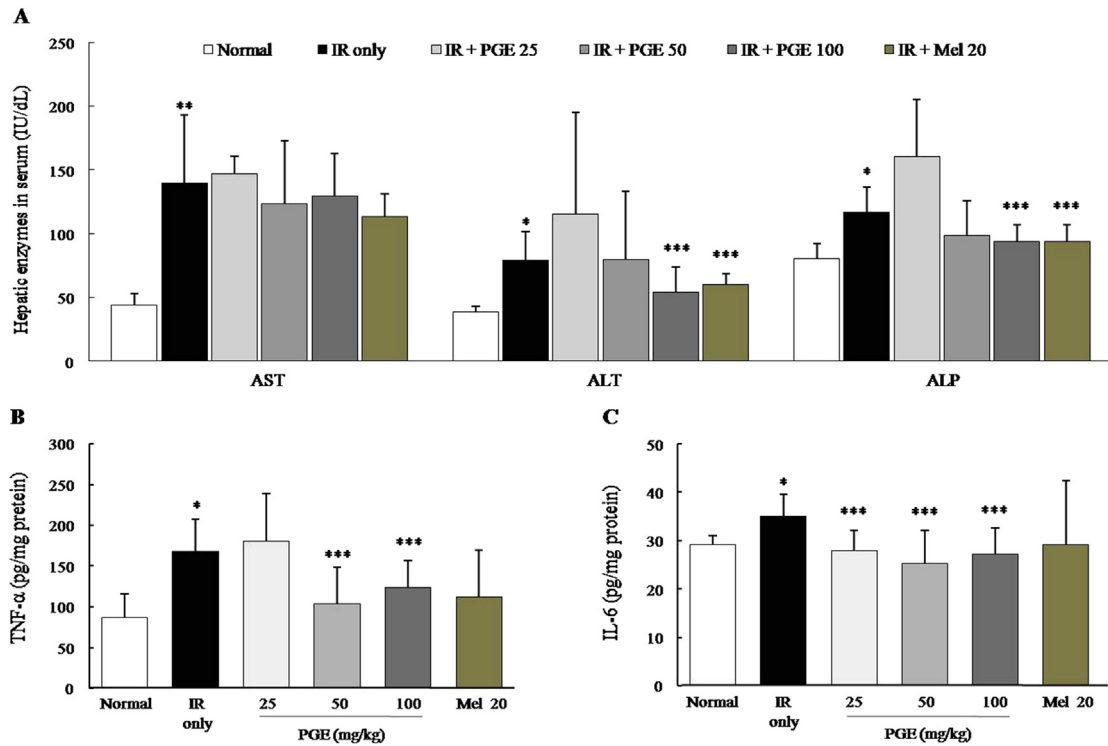 A
Hepatic enzymes in serum (IU/dL)
250
200
150
100
50
0
Normal IR only IR + PGE 25 IR + PGE 50 IR + PGE 100 IR + Mel 20
** * *** *** * *** ***
AST ALT ALP
B
TNF-α (pg/mg pretein)
300
250
200
150
100
50
0
* *** ***
Normal IR only 25 50 100 Mel 20
PGE (mg/kg)
C
IL-6 (pg/mg protein)
50
40
30
20
10
0
* *** *** ***
Normal IR only 25 50 100 Mel 20
PGE (mg/kg)